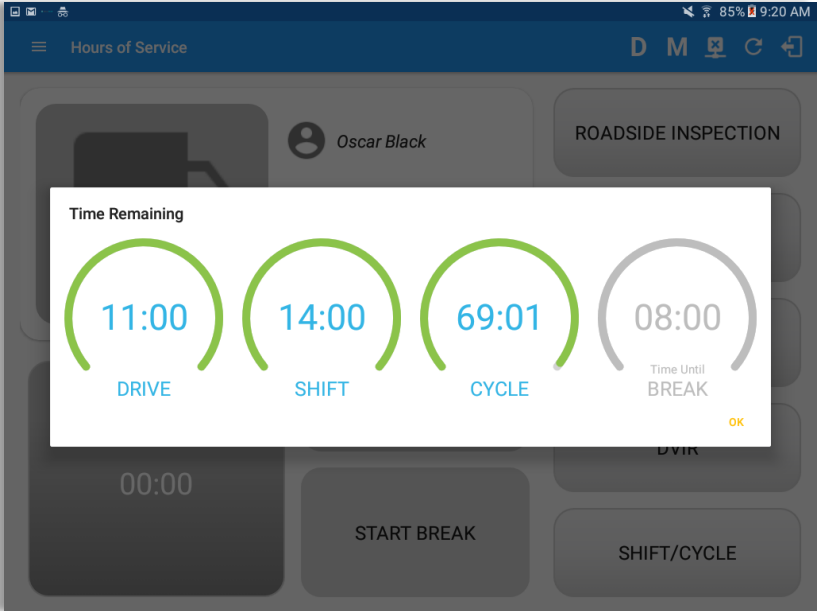 85% 9:20 AM
Hours of Service
D M
Oscar Black
ROADSIDE INSPECTION
Time Remaining
11:00
DRIVE
14:00
SHIFT
69:01
CYCLE
08:00
Time Until
BREAK
OK
DVIR
00:00
START BREAK
SHIFT/CYCLE